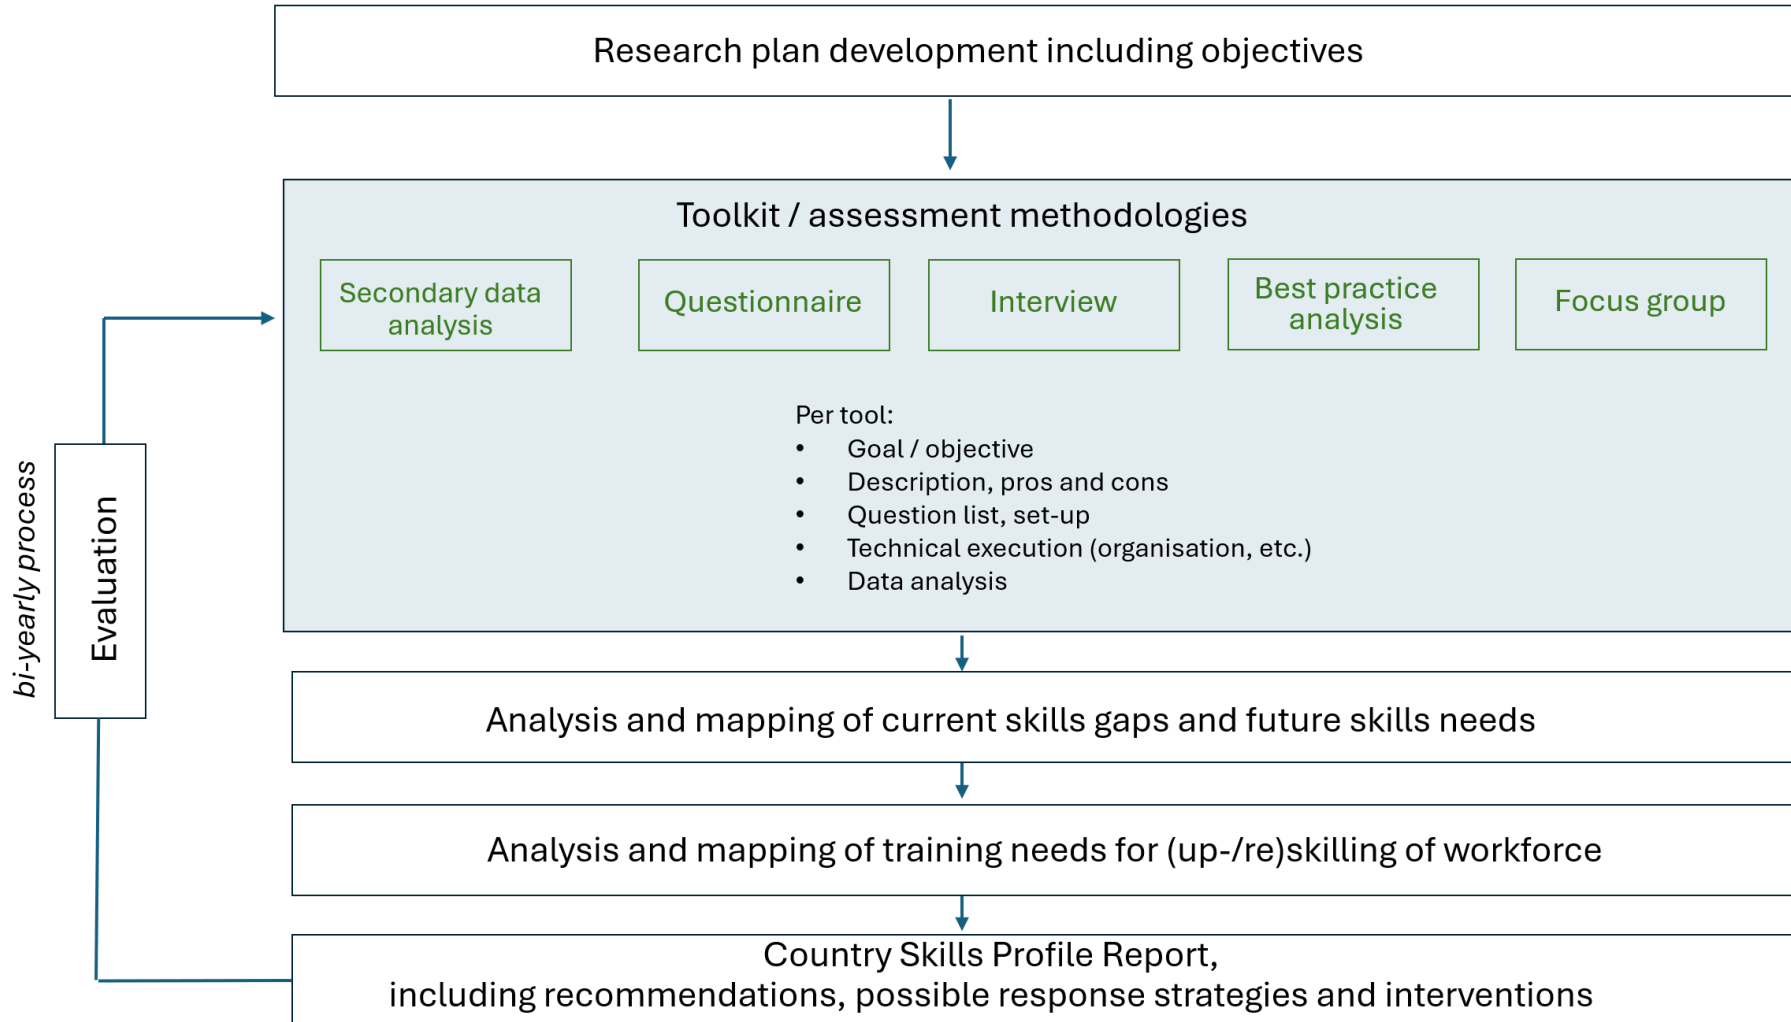 Research plan development including objectives
Toolkit / assessment methodologies
Secondary data
analysis
Questionnaire
Interview
Best practice
analysis
Focus group
Per tool:
• Goal / objective
• Description, pros and cons
• Question list, set-up
• Technical execution (organisation, etc.)
• Data analysis
bi-yearly process
Evaluation
Analysis and mapping of current skills gaps and future skills needs
Analysis and mapping of training needs for (up-/re)skilling of workforce
Country Skills Profile Report,
including recommendations, possible response strategies and interventions